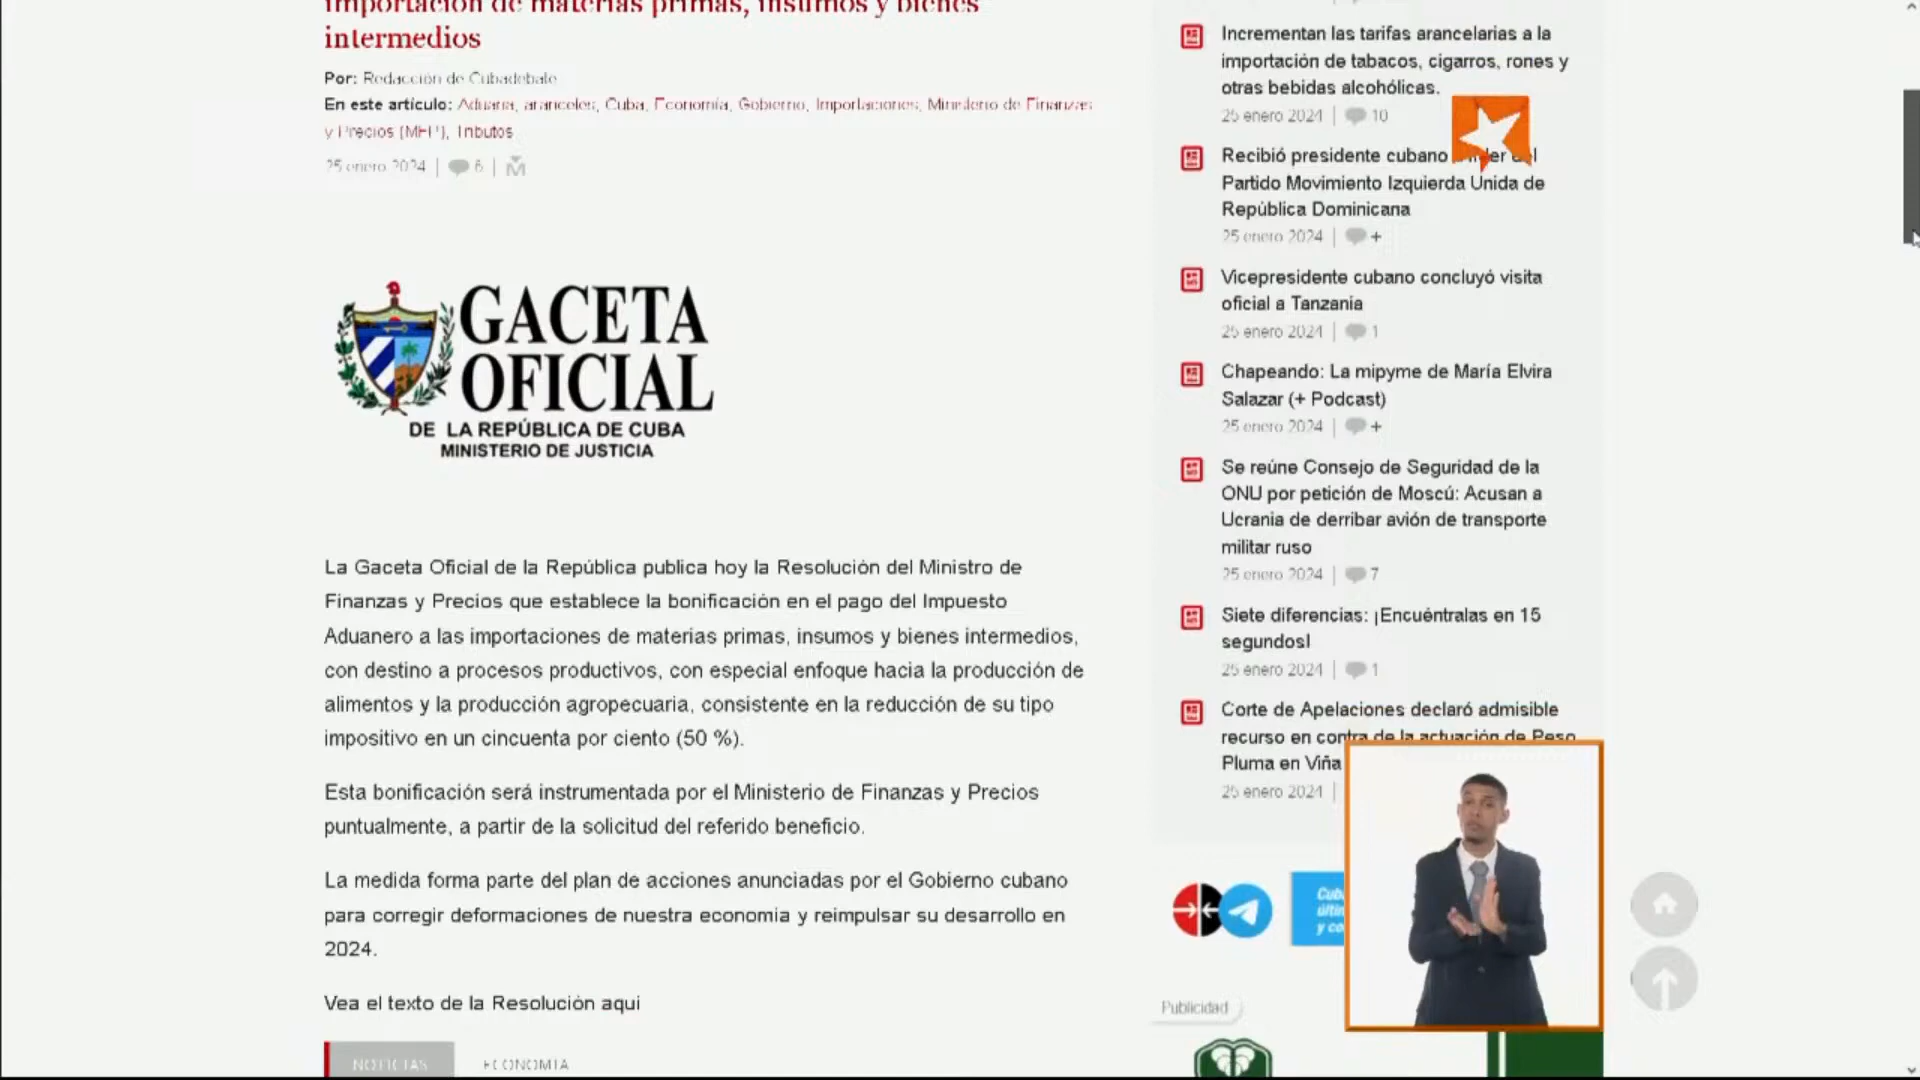 importación de materias primas, insumos y bienes
intermedios
Por: Redacción de Cubadebate
En este artículo: Aduana, aranceles, Cuba, Economía, Gobierno, Importaciones, Ministerio de Finanzas
y Precios (MFP), Tributos
25 enero 2024 | 6 |
GACETA
OFICIAL
DE LA REPÚBLICA DE CUBA
MINISTERIO DE JUSTICIA
La Gaceta Oficial de la República publica hoy la Resolución del Ministro de
Finanzas y Precios que establece la bonificación en el pago del Impuesto
Aduanero a las importaciones de materias primas, insumos y bienes intermedios,
con destino a procesos productivos, con especial enfoque hacia la producción de
alimentos y la producción agropecuaria, consistente en la reducción de su tipo
impositivo en un cincuenta por ciento (50 %).
Esta bonificación será instrumentada por el Ministerio de Finanzas y Precios
puntualmente, a partir de la solicitud del referido beneficio.
La medida forma parte del plan de acciones anunciadas por el Gobierno cubano
para corregir deformaciones de nuestra economía y reimpulsar su desarrollo en
2024.
Vea el texto de la Resolución aquí
NOTICIAS ECONOMÍA
Incrementan las tarifas arancelarias a la
importación de tabacos, cigarros, rones y
otras bebidas alcohólicas.
25 enero 2024 | 10
Recibió presidente cubano
Partido Movimiento Izquierda Unida de
República Dominicana
25 enero 2024 | +
Vicepresidente cubano concluyó visita
oficial a Tanzania
25 enero 2024 | 1
Chapeando: La mipyme de María Elvira
Salazar (+ Podcast)
25 enero 2024 | +
Se reúne Consejo de Seguridad de la
ONU por petición de Moscú: Acusan a
Ucrania de derribar avión de transporte
militar ruso
25 enero 2024 | 7
Siete diferencias: ¡Encuéntralas en 15
segundos!
25 enero 2024 | 1
Corte de Apelaciones declaró admisible
recurso en contra de la actuación de Peso
Pluma en Viña
25 enero 2024 |
Publicidad